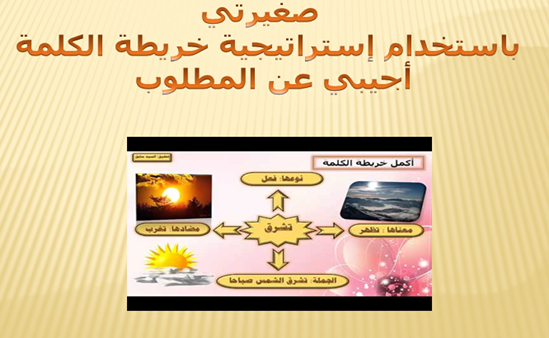 صغيرتي
باستخدام إستراتيجية خريطة الكلمة
أجيبي عن المطلوب
أكمل خريطة الكلمة
نوعها: فعل
معناها : تظهر
تشرق
مضادها: تغرب
الجملة: تشرق الشمس صباحا